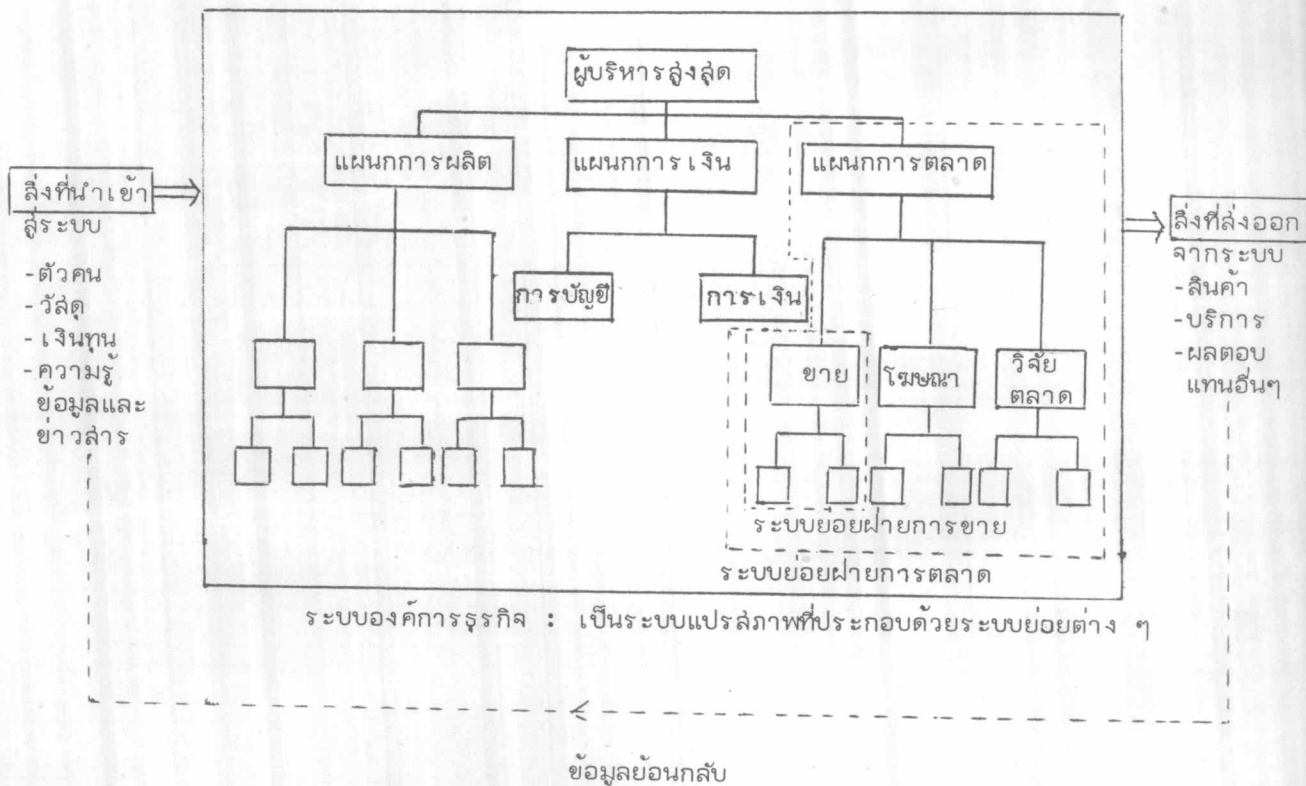 ผู้บริหารสูงสุด
แผนกการผลิต
แผนกการเงิน
แผนกการตลาด
สิ่งที่นำเข้า
สู่ระบบ
-ตัวคน
-วัสดุ
-เงินทุน
-ความรู้
ข้อมูลและ
ข่าวสาร
การบัญชี
การเงิน
ขาย
โฆษณา
วิจัย
ตลาด
ระบบย่อยฝ่ายการขาย
ระบบย่อยฝ่ายการตลาด
สิ่งที่ส่งออก
จากระบบ
-สินค้า
-บริการ
-ผลตอบ
แทนอื่นๆ
ระบบองค์การธุรกิจ : เป็นระบบแปรสภาพที่ประกอบด้วยระบบย่อยต่าง ๆ
ข้อมูลย้อนกลับ